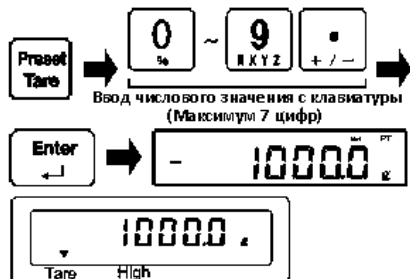 Preset Tare
0 % ~ 9 W X Y Z • + / −
Ввод числового значения с клавиатуры
(Максимум 7 цифр)
Enter
Net PT
− 1000.0 g
1000.0 g
Tare High